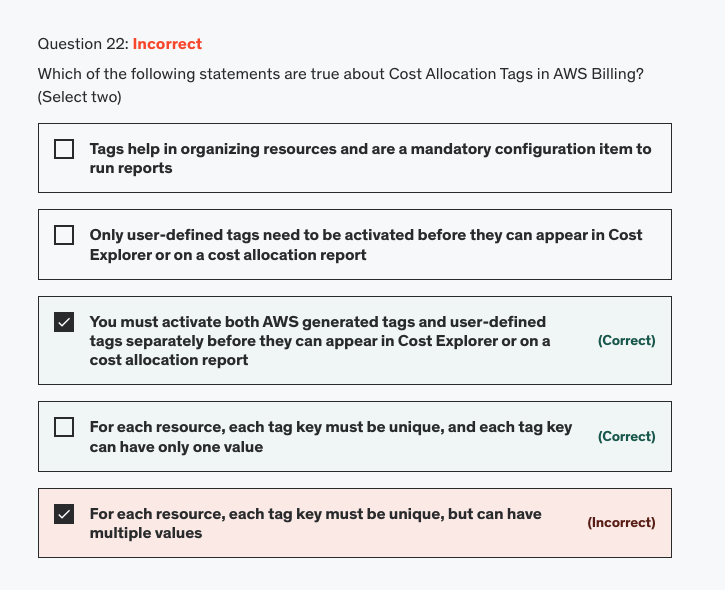 Question 22: Incorrect
Which of the following statements are true about Cost Allocation Tags in AWS Billing?
(Select two)
Tags help in organizing resources and are a mandatory configuration item to
run reports
Only user-defined tags need to be activated before they can appear in Cost
Explorer or on a cost allocation report
You must activate both AWS generated tags and user-defined
tags separately before they can appear in Cost Explorer or on a
cost allocation report
(Correct)
For each resource, each tag key must be unique, and each tag key
can have only one value
(Correct)
For each resource, each tag key must be unique, but can have
multiple values
(Incorrect)